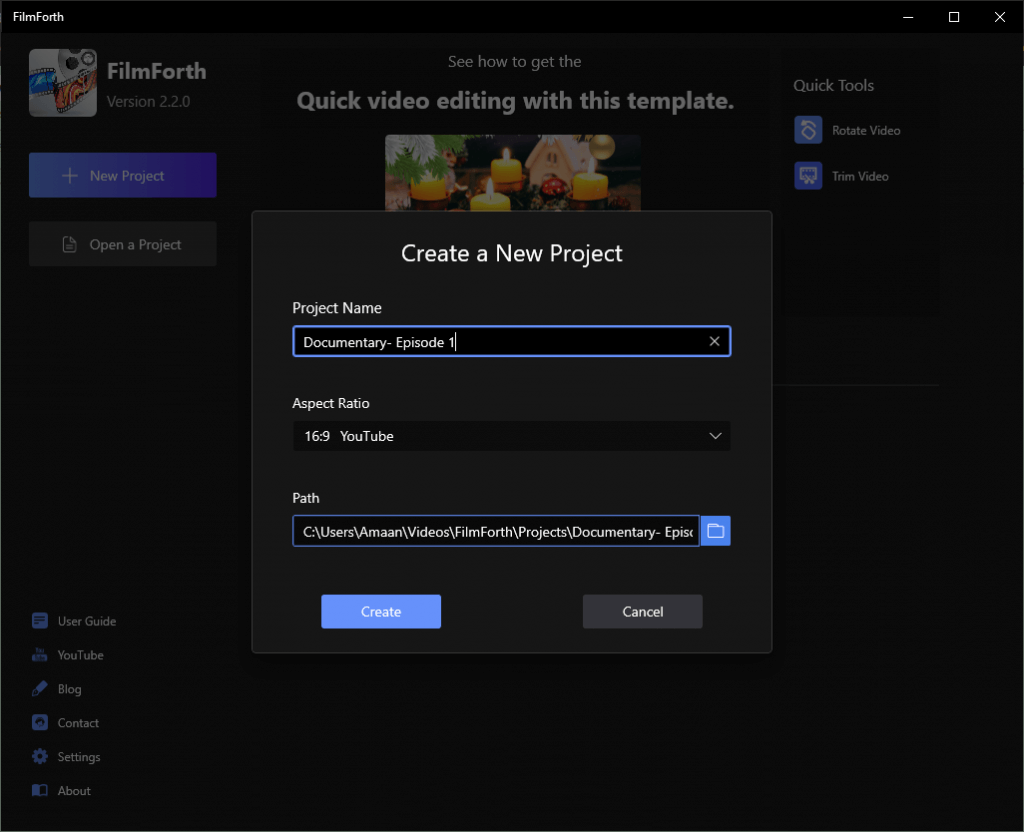 FilmForth
FilmForth
Version 2.2.0
New Project
Open a Project
See how to get the
Quick video editing with this template.
Quick Tools
Rotate Video
Trim Video
Create a New Project
Project Name
Documentary- Episode 1
Aspect Ratio
16:9 YouTube
Path
C:\Users\Amaan\Videos\FilmForth\Projects\Documentary- Episo
Create
Cancel
User Guide
YouTube
Blog
Contact
Settings
About